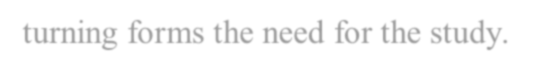 turning forms the need for the study.